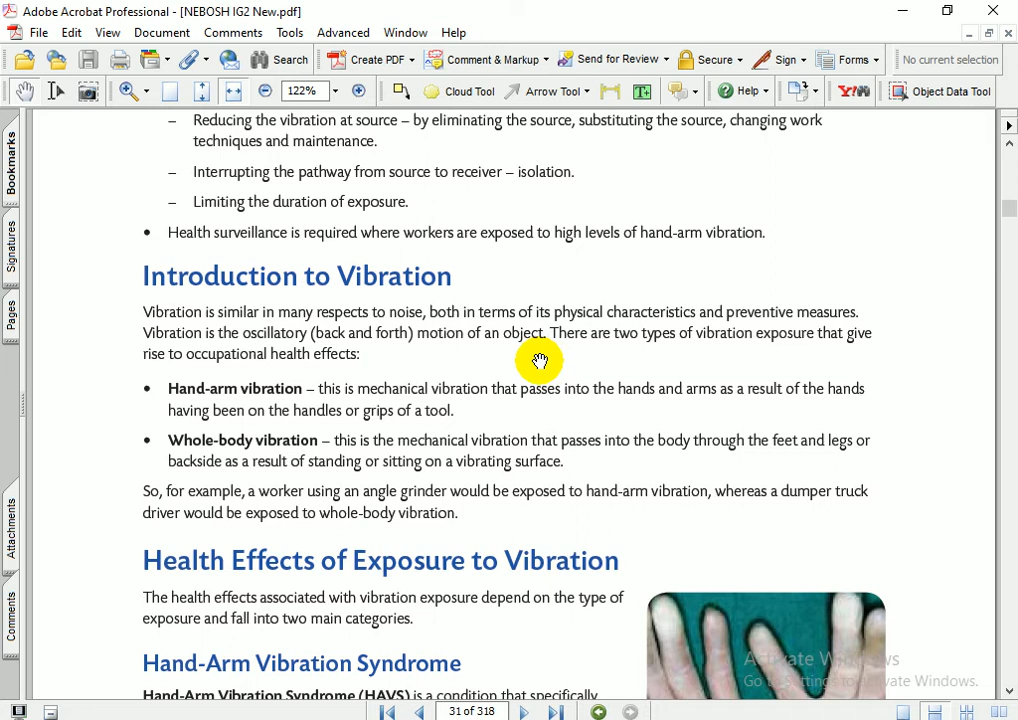 Adobe Acrobat Professional - [NEBOSH IG2 New.pdf]
File Edit View Document Comments Tools Advanced Window Help
Search Create PDF Comment & Markup Send for Review Secure Sign Forms No current selection
122% Cloud Tool Arrow Tool Help Y! Object Data Tool
Bookmarks
Signatures
Pages
Attachments
Comments
– Reducing the vibration at source – by eliminating the source, substituting the source, changing work
techniques and maintenance.
– Interrupting the pathway from source to receiver – isolation.
– Limiting the duration of exposure.
• Health surveillance is required where workers are exposed to high levels of hand-arm vibration.
Introduction to Vibration
Vibration is similar in many respects to noise, both in terms of its physical characteristics and preventive measures.
Vibration is the oscillatory (back and forth) motion of an object. There are two types of vibration exposure that give
rise to occupational health effects:
• Hand-arm vibration – this is mechanical vibration that passes into the hands and arms as a result of the hands
having been on the handles or grips of a tool.
• Whole-body vibration – this is the mechanical vibration that passes into the body through the feet and legs or
backside as a result of standing or sitting on a vibrating surface.
So, for example, a worker using an angle grinder would be exposed to hand-arm vibration, whereas a dumper truck
driver would be exposed to whole-body vibration.
Health Effects of Exposure to Vibration
The health effects associated with vibration exposure depend on the type of
exposure and fall into two main categories.
Hand-Arm Vibration Syndrome
Hand-Arm Vibration Syndrome (HAVS) is a condition that specifically
Activate Windows
Go to Settings to activate Windows.
31 of 318